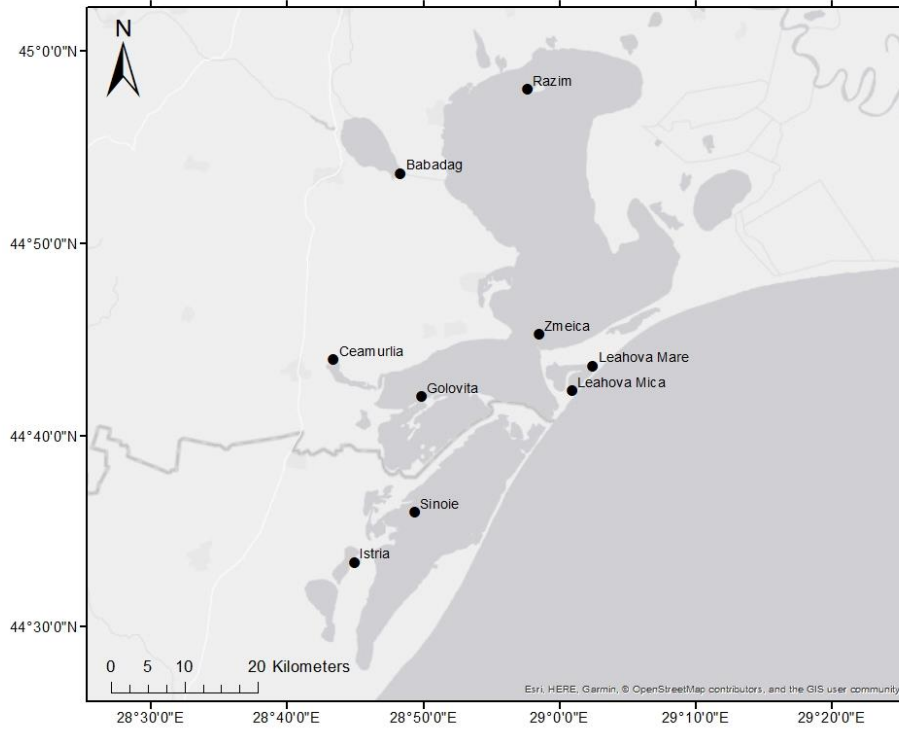 N
45°0'0"N
Razim
Babadag
44°50'0"N
Zmeica
Ceamurlia
Leahova Mare
Leahova Mica
Golovita
44°40'0"N
Sinoie
Istria
44°30'0"N
0 5 10 20 Kilometers
Esri, HERE, Garmin, © OpenStreetMap contributors, and the GIS user community
28°30'0"E 28°40'0"E 28°50'0"E 29°0'0"E 29°10'0"E 29°20'0"E